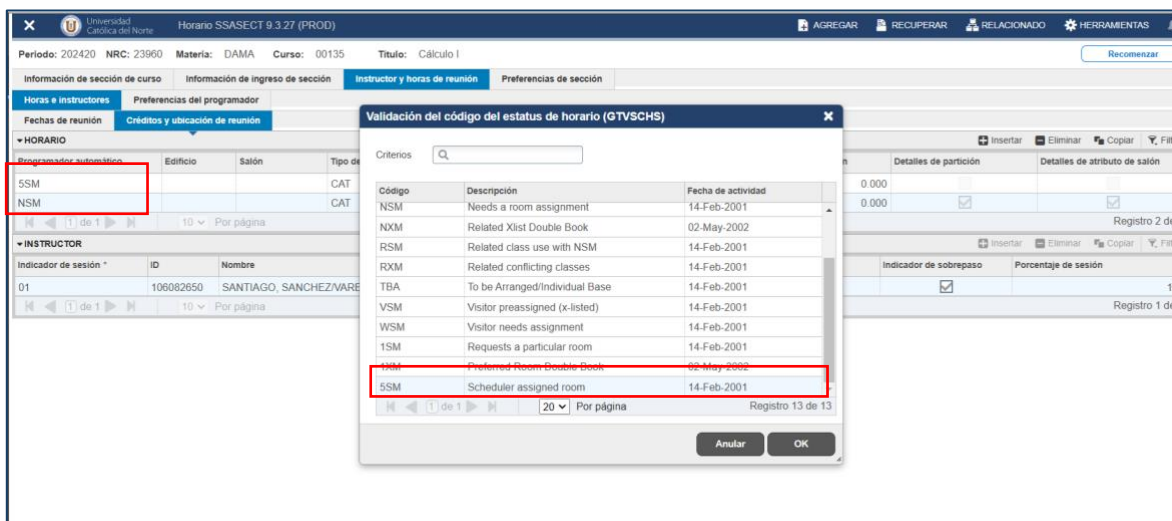 Universidad Católica del Norte Horario SSASECT 9.3.27 (PROD) AGREGAR RECUPERAR RELACIONADO HERRAMIENTAS
Periodo: 202420 NRC: 23960 Materia: DAMA Curso: 00135 Titulo: Cálculo I Recomenzar
Información de sección de curso Información de ingreso de sección Instructor y horas de reunión Preferencias de sección
Horas e instructores Preferencias del programador
Fechas de reunión Créditos y ubicación de reunión
HORARIO Insertar Eliminar Copiar
Programador automático Edificio Salón Tipo de Detalles de partición Detalles de atributo de salón
5SM CAT 0.000
NSM CAT 0.000
1 de 1 10 Por página Registro 2 de
INSTRUCTOR Insertar Eliminar Copiar
Indicador de sesión * ID Nombre Indicador de sobrepaso Porcentaje de sesión
01 106082650 SANTIAGO, SANCHEZ/VARE
1 de 1 10 Por página Registro 1 de
Validación del código del estatus de horario (GTVSCHS)
Criterios
Código Descripción Fecha de actividad
NSM Needs a room assignment 14-Feb-2001
NXM Related Xlist Double Book 02-May-2002
RSM Related class use with NSM 14-Feb-2001
RXM Related conflicting classes 14-Feb-2001
TBA To be Arranged/Individual Base 14-Feb-2001
VSM Visitor preassigned (x-listed) 14-Feb-2001
WSM Visitor needs assignment 14-Feb-2001
1SM Requests a particular room 14-Feb-2001
1XM Preferred Room Double Book 02-May-2002
5SM Scheduler assigned room 14-Feb-2001
1 de 1 20 Por página Registro 13 de 13
Anular OK